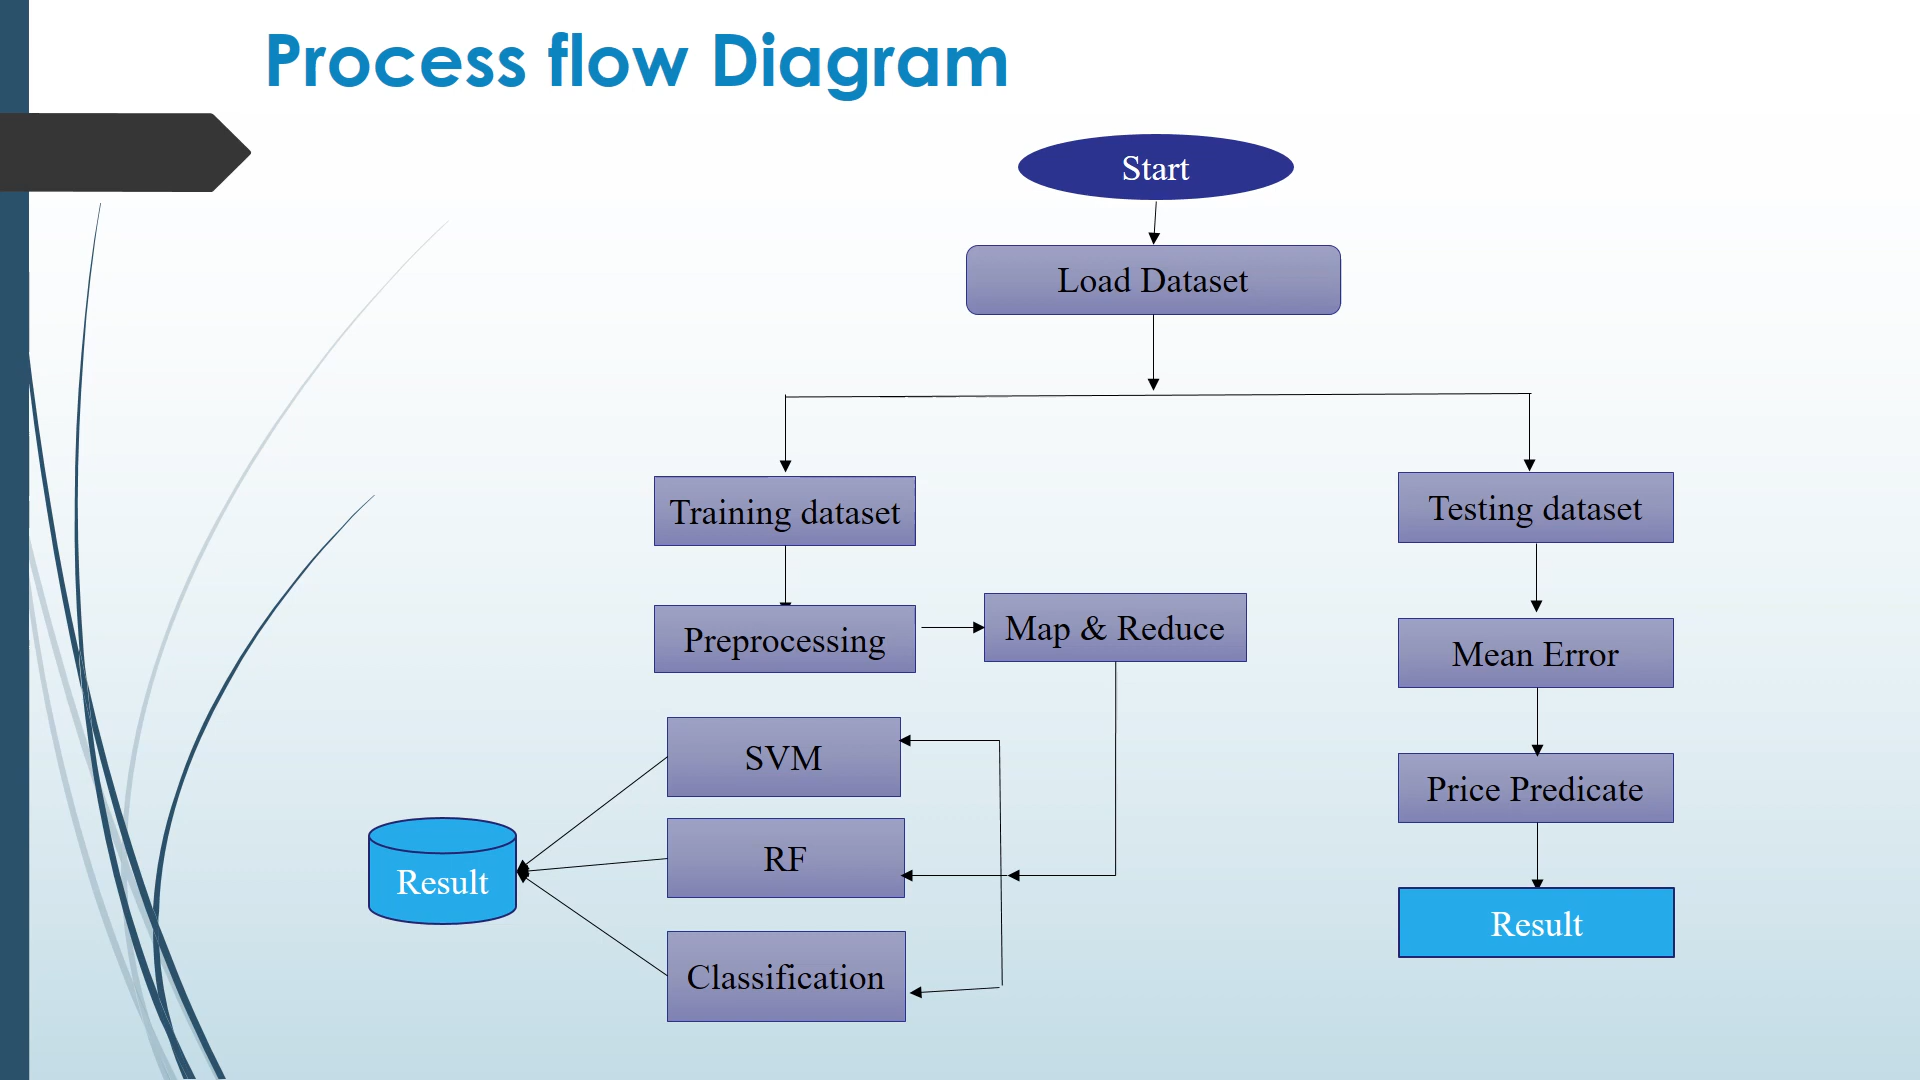 Process flow Diagram
Start
Load Dataset
Training dataset
Testing dataset
Preprocessing
Map & Reduce
Mean Error
SVM
Price Predicate
RF
Result
Result
Classification